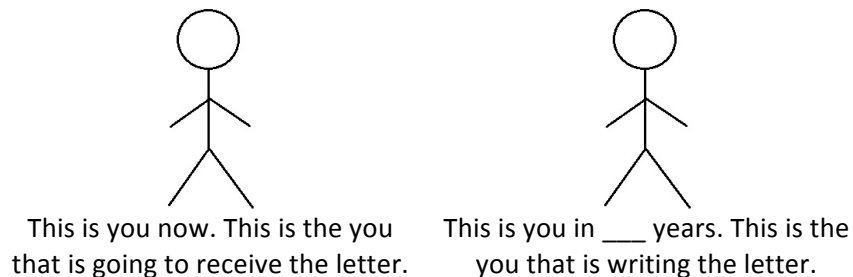 This is you now. This is the you
that is going to receive the letter.
This is you in ___ years. This is the
you that is writing the letter.